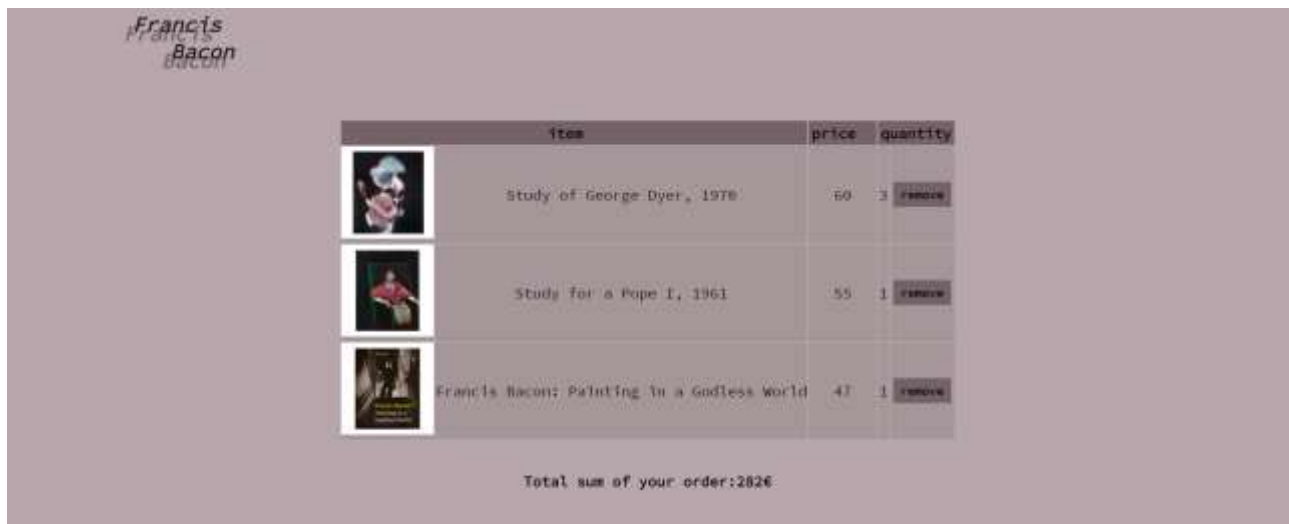 Francis
Bacon
item price quantity
Study of George Dyer, 1970 60 3 remove
Study for a Pope I, 1961 55 1 remove
Francis Bacon: Painting in a Godless World 47 1 remove
Total sum of your order:282€